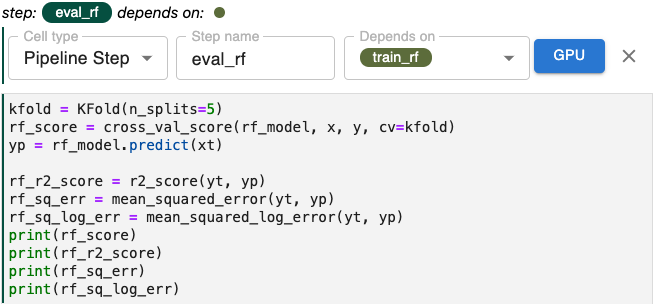 step: eval_rf depends on:
Cell type Step name Depends on
Pipeline Step eval_rf train_rf GPU
kfold = KFold(n_splits=5)
rf_score = cross_val_score(rf_model, x, y, cv=kfold)
yp = rf_model.predict(xt)
rf_r2_score = r2_score(yt, yp)
rf_sq_err = mean_squared_error(yt, yp)
rf_sq_log_err = mean_squared_log_error(yt, yp)
print(rf_score)
print(rf_r2_score)
print(rf_sq_err)
print(rf_sq_log_err)